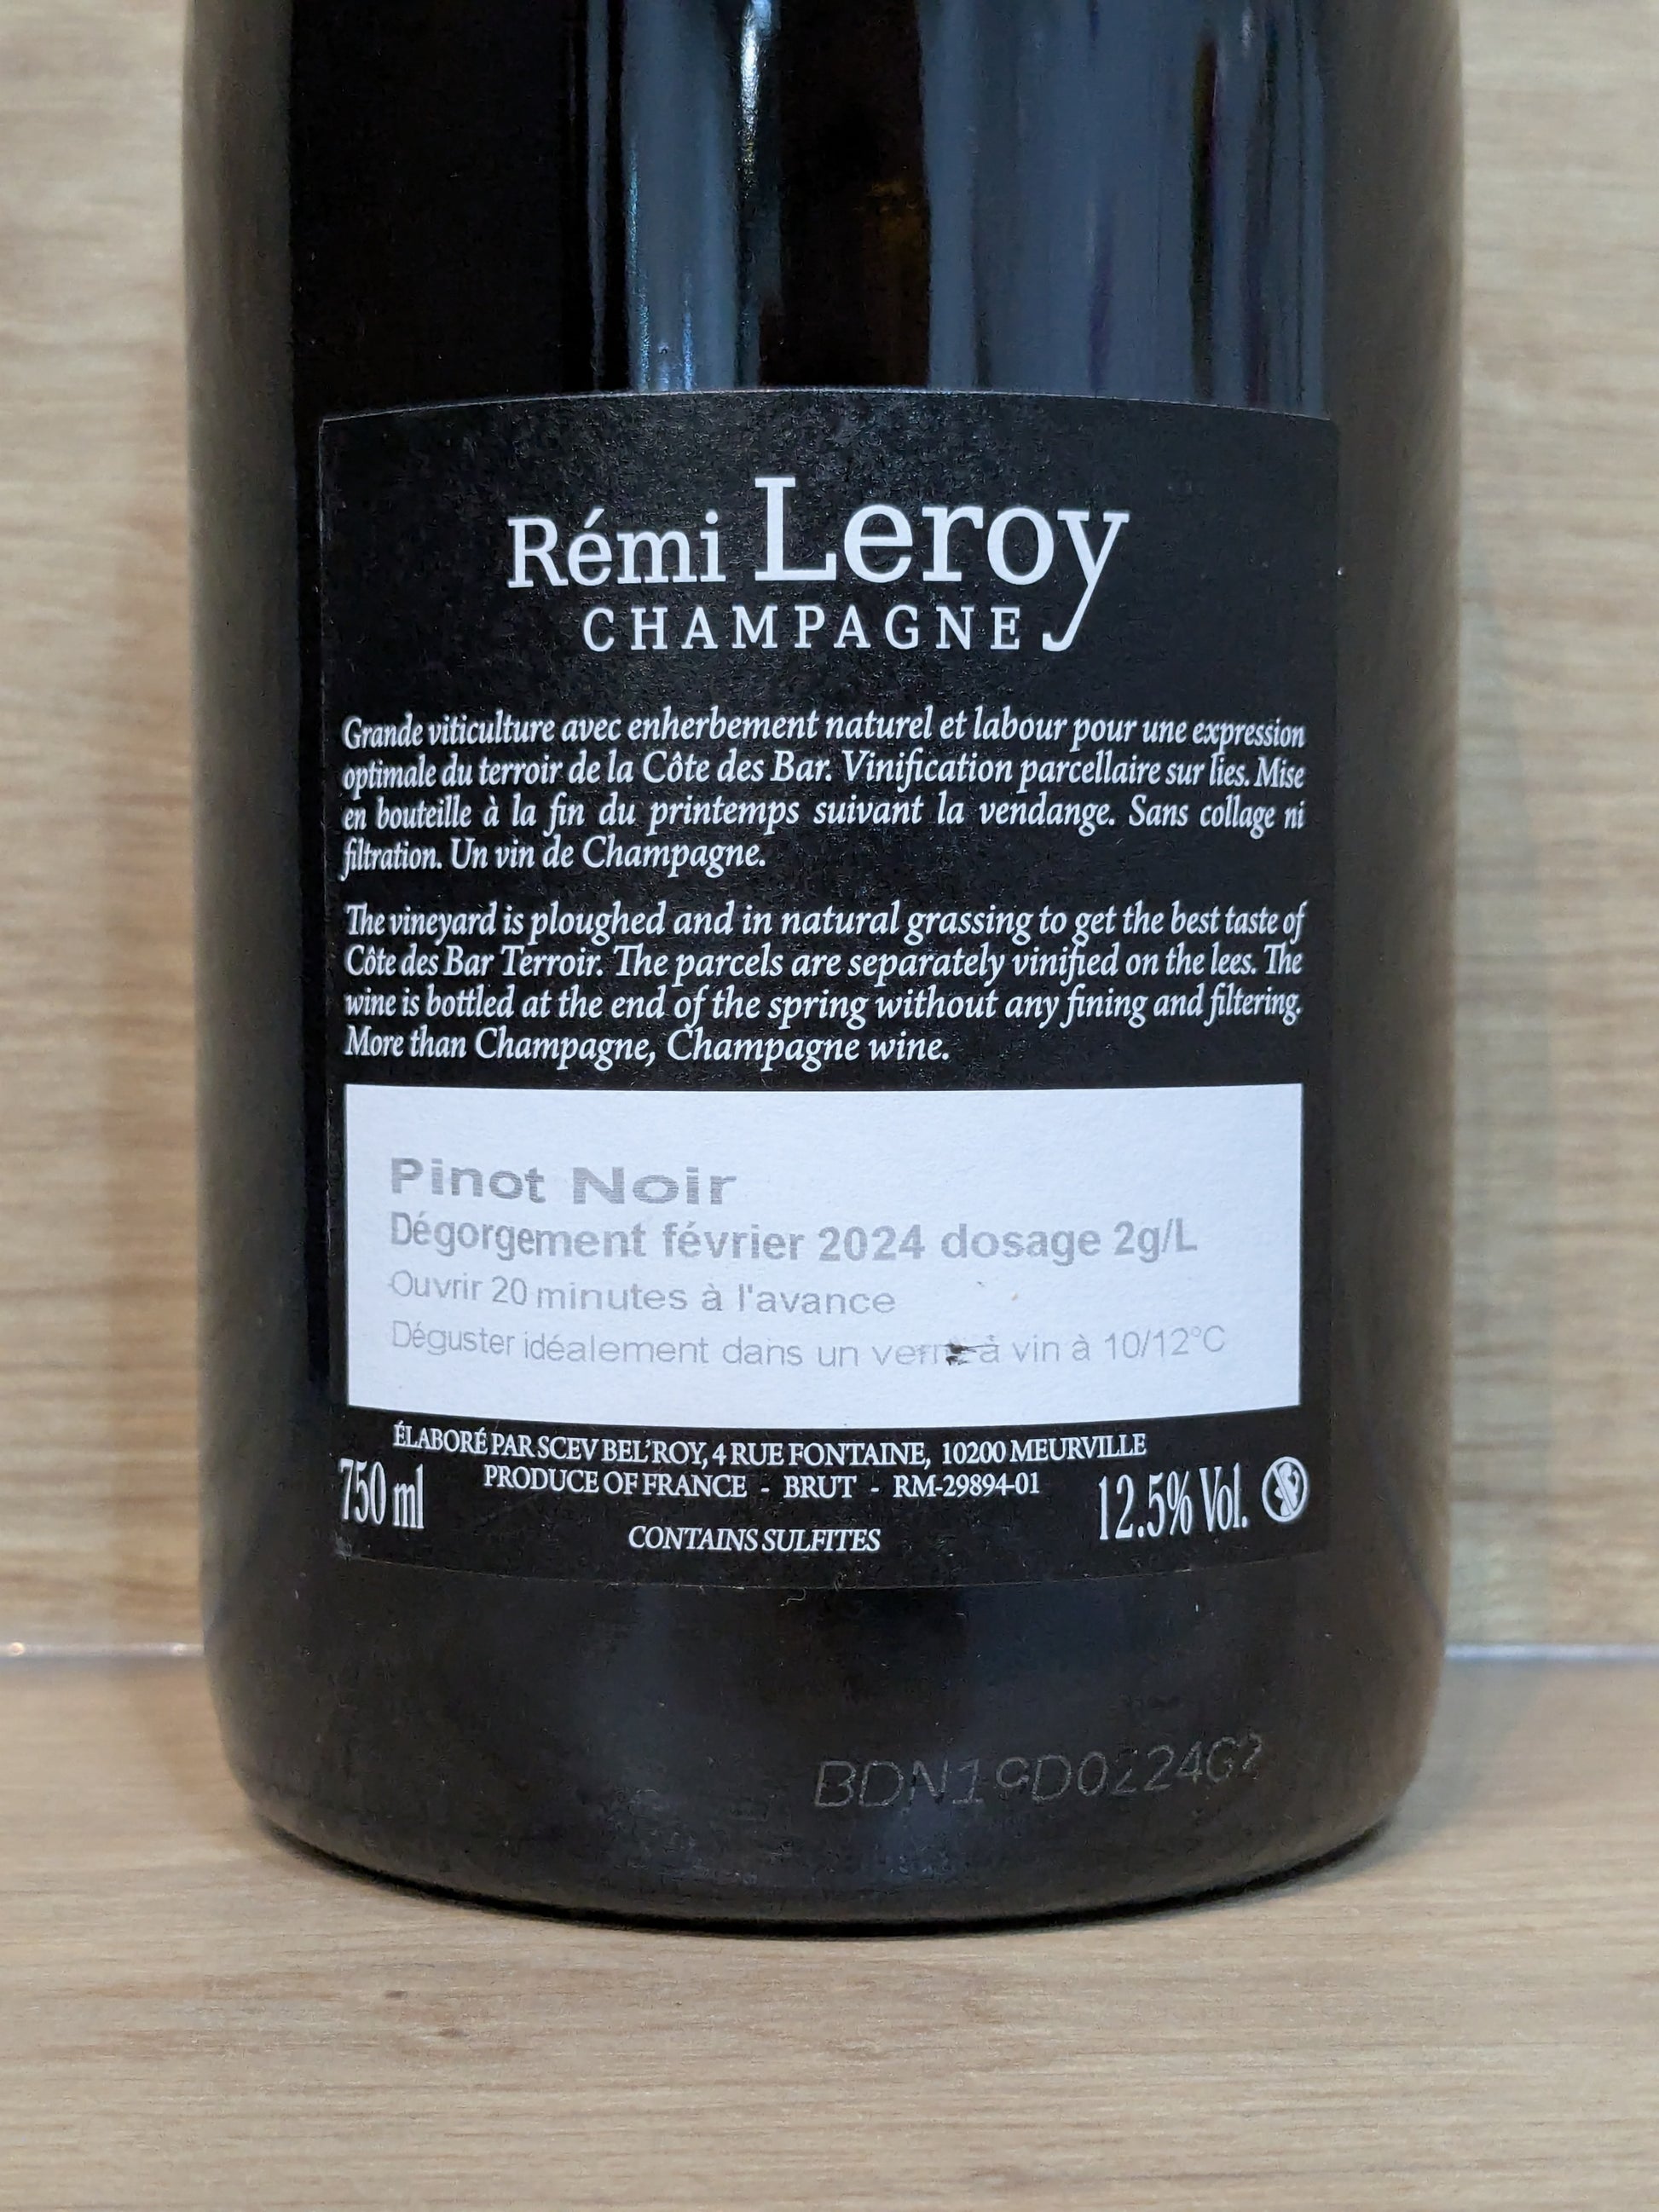 Rémi Leroy
CHAMPAGNE
Grande viticulture avec enherbement naturel et labour pour une expression
optimale du terroir de la Côte des Bar. Vinification parcellaire sur lies. Mise
en bouteille à la fin du printemps suivant la vendange. Sans collage ni
filtration. Un vin de Champagne.
The vineyard is ploughed and in natural grassing to get the best taste of
Côte des Bar Terroir. The parcels are separately vinified on the lees. The
wine is bottled at the end of the spring without any fining and filtering.
More than Champagne, Champagne wine.
Pinot Noir
Dégorgement février 2024 dosage 2g/L
Ouvrir 20 minutes à l'avance
Déguster idéalement dans un verre à vin à 10/12°C
ÉLABORÉ PAR SCEV BEL'ROY, 4 RUE FONTAINE, 10200 MEURVILLE
PRODUCE OF FRANCE - BRUT - RM-29894-01
750 ml
12.5% Vol.
CONTAINS SULFITES